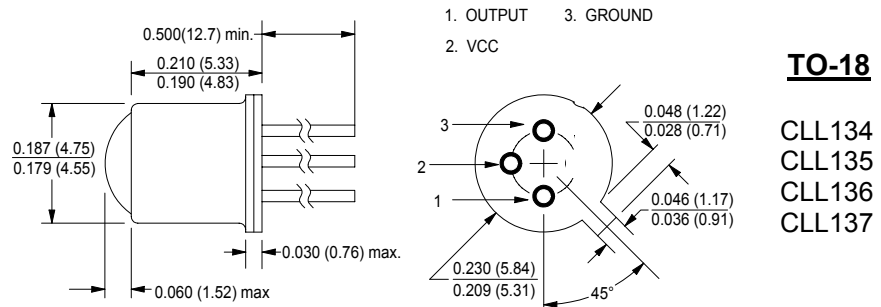 1. OUTPUT 3. GROUND
2. VCC
TO-18
CLL134
CLL135
CLL136
CLL137
0.500(12.7) min.
0.210 (5.33)
0.190 (4.83)
0.187 (4.75)
0.179 (4.55)
0.030 (0.76) max.
0.060 (1.52) max
3
2
1
0.048 (1.22)
0.028 (0.71)
0.046 (1.17)
0.036 (0.91)
0.230 (5.84)
0.209 (5.31)
45°